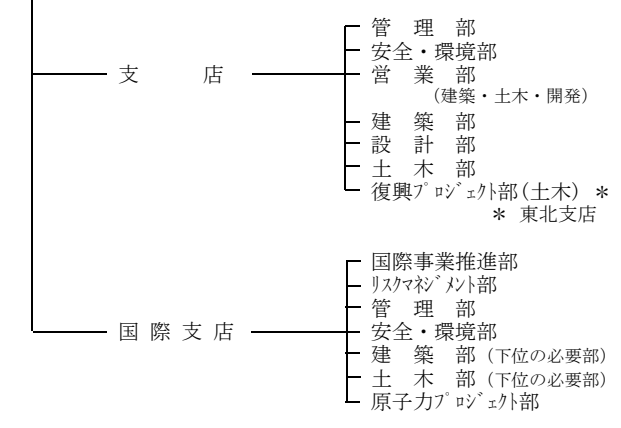 管　理　部
安全・環境部
支　　店　営　業　部
（建築・土木・開発）
建　築　部
設　計　部
土　木　部
復興ﾌﾟﾛｼﾞｪｸﾄ部（土木）＊
＊ 東北支店
国際事業推進部
ﾘｽｸﾏﾈｼﾞﾒﾝﾄ部
管　理　部
国 際 支 店　安全・環境部
建　築　部（下位の必要部）
土　木　部（下位の必要部）
原子力ﾌﾟﾛｼﾞｪｸﾄ部